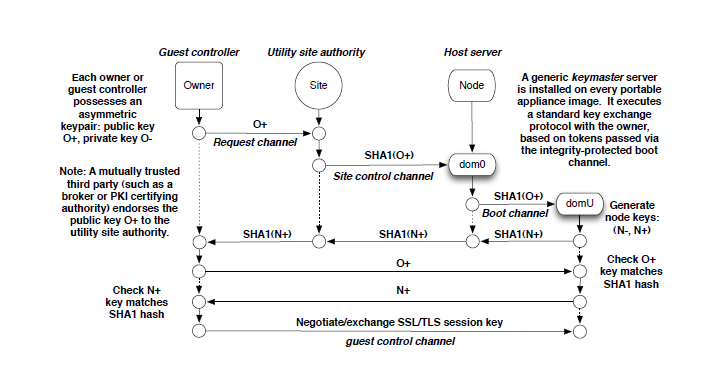 Guest controller
Utility site authority
Host server
Each owner or
guest controller
possesses an
asymmetric
keypair: public key
O+, private key O-
Owner
Site
Node
A generic keymaster server
is installed on every portable
appliance image.  It executes
a standard key exchange
protocol with the owner,
based on tokens passed via
the integrity-protected boot
channel.
O+
Request channel
Note: A mutually trusted
third party (such as a
broker or PKI certifying
authority) endorses the
public key O+ to the
utility site authority.
SHA1(O+)
Site control channel
dom0
SHA1(O+)
Boot channel
domU
Generate
node keys:
(N-, N+)
SHA1(N+)
SHA1(N+)
SHA1(N+)
O+
Check O+
key matches
SHA1 hash
N+
Check N+
key matches
SHA1 hash
Negotiate/exchange SSL/TLS session key
guest control channel